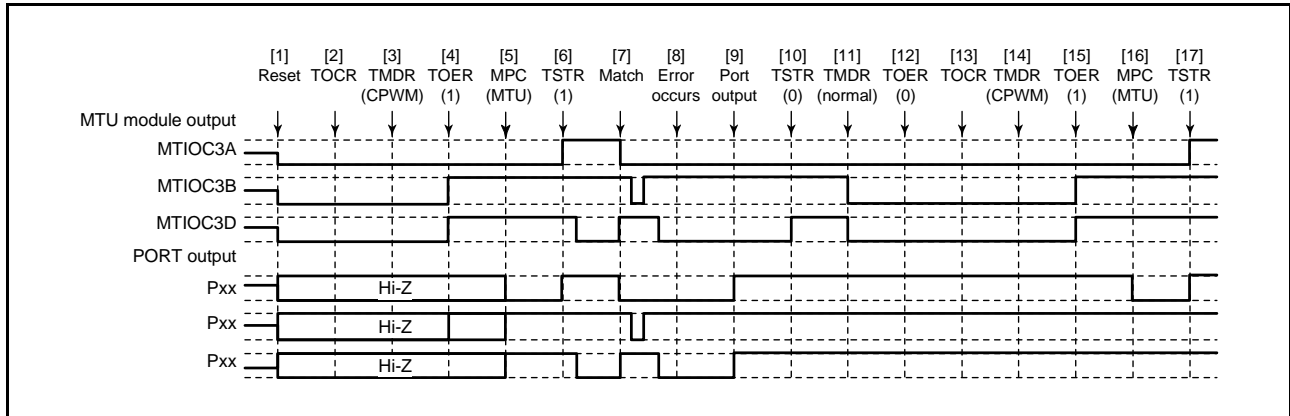 [1] [2] [3] [4] [5] [6] [7] [8] [9] [10] [11] [12] [13] [14] [15] [16] [17]
Reset TOCR TMDR TOER MPC TSTR Match Error Port TSTR TMDR TOER TOCR TMDR TOER MPC TSTR
(CPWM) (1) (MTU) (1) occurs output (0) (normal) (0) (CPWM) (1) (MTU) (1)
MTU module output
MTIOC3A
MTIOC3B
MTIOC3D
PORT output
Pxx Hi-Z
Pxx Hi-Z
Pxx Hi-Z